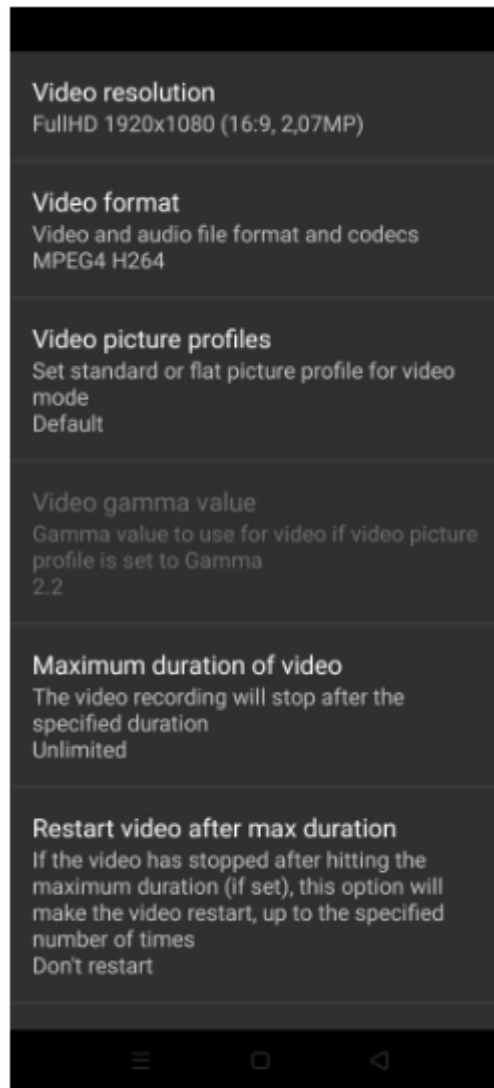 Video resolution
FullHD 1920x1080 (16:9, 2,07MP)
Video format
Video and audio file format and codecs
MPEG4 H264
Video picture profiles
Set standard or flat picture profile for video
mode
Default
Video gamma value
Gamma value to use for video if video picture
profile is set to Gamma
2.2
Maximum duration of video
The video recording will stop after the
specified duration
Unlimited
Restart video after max duration
If the video has stopped after hitting the
maximum duration (if set), this option will
make the video restart, up to the specified
number of times
Don't restart